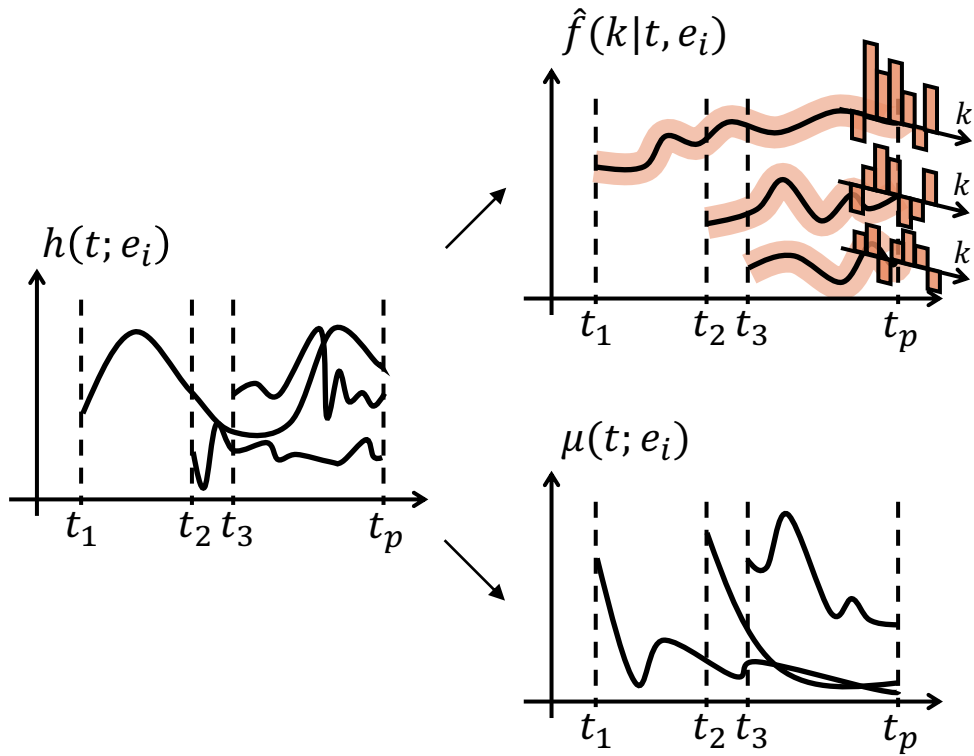 h(t; e_i)
t_1 t_2 t_3 t_p
f̂(k|t, e_i)
k
k
k
t_1 t_2 t_3 t_p
μ(t; e_i)
t_1 t_2 t_3 t_p